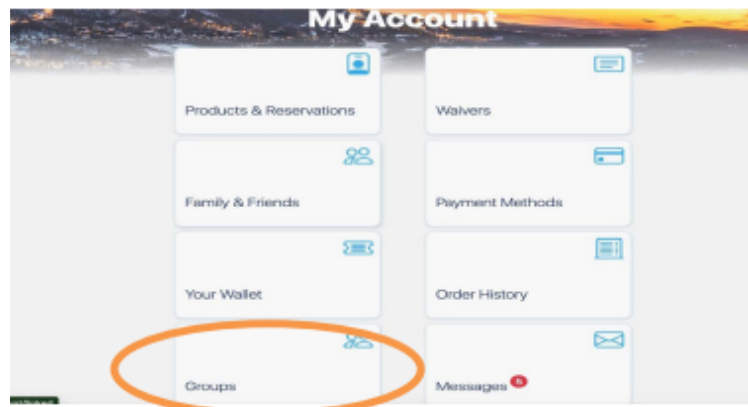 My Account
Products & Reservations
Waivers
Family & Friends
Payment Methods
Your Wallet
Order History
Groups
Messages